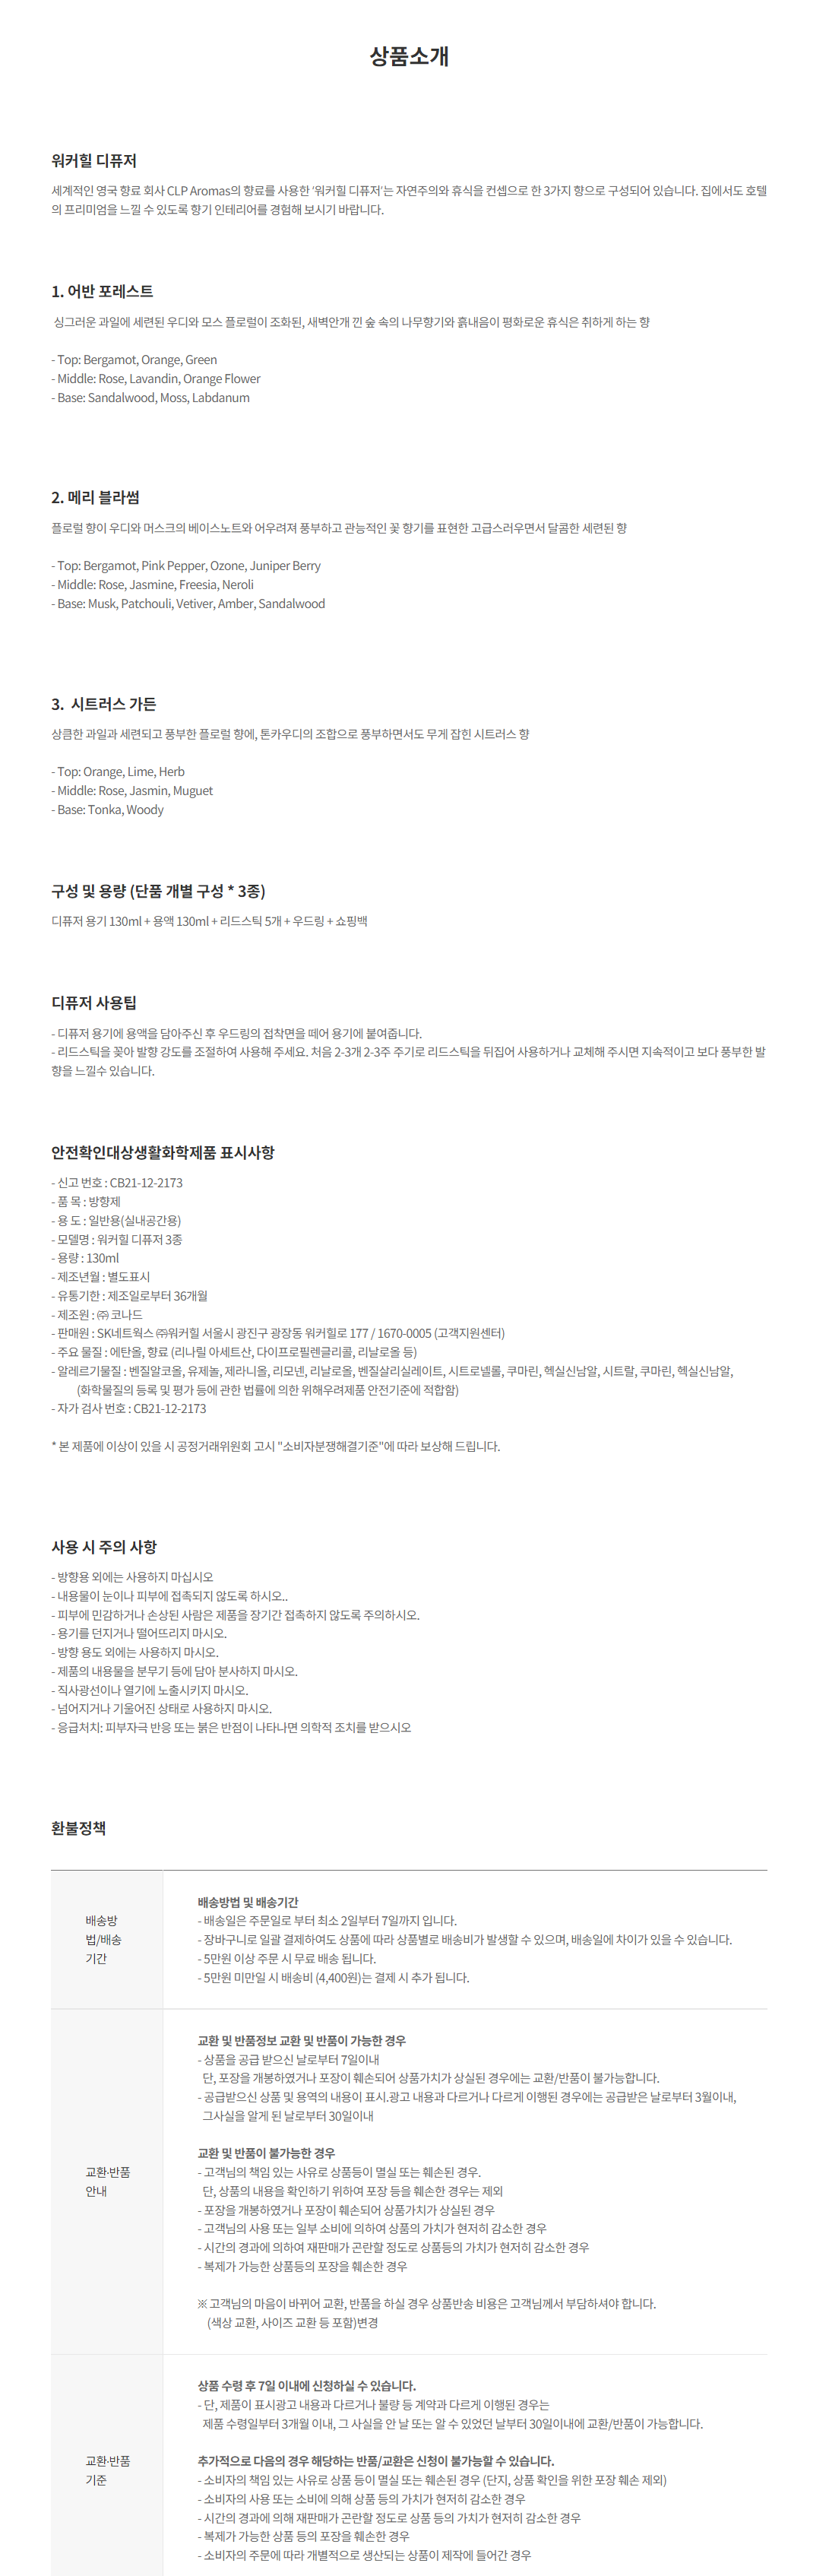 상품소개
워커힐 디퓨저
세계적인 영국 향료 회사 CLP Aromas의 향료를 사용한 ‘워커힐 디퓨저’는 자연주의와 휴식을 컨셉으로 한 3가지 향으로 구성되어 있습니다. 집에서도 호텔
의 프리미엄을 느낄 수 있도록 향기 인테리어를 경험해 보시기 바랍니다.
1. 어반 포레스트
싱그러운 과일에 세련된 우디와 모스 플로럴이 조화된, 새벽안개 낀 숲 속의 나무향기와 흙내음이 평화로운 휴식은 취하게 하는 향
- Top: Bergamot, Orange, Green
- Middle: Rose, Lavandin, Orange Flower
- Base: Sandalwood, Moss, Labdanum
2. 메리 블라썸
플로럴 향이 우디와 머스크의 베이스노트와 어우려져 풍부하고 관능적인 꽃 향기를 표현한 고급스러우면서 달콤한 세련된 향
- Top: Bergamot, Pink Pepper, Ozone, Juniper Berry
- Middle: Rose, Jasmine, Freesia, Neroli
- Base: Musk, Patchouli, Vetiver, Amber, Sandalwood
3. 시트러스 가든
상큼한 과일과 세련되고 풍부한 플로럴 향에, 톤카우디의 조합으로 풍부하면서도 무게 잡힌 시트러스 향
- Top: Orange, Lime, Herb
- Middle: Rose, Jasmin, Muguet
- Base: Tonka, Woody
구성 및 용량 (단품 개별 구성 * 3종)
디퓨저 용기 130ml + 용액 130ml + 리드스틱 5개 + 우드링 + 쇼핑백
디퓨저 사용팁
- 디퓨저 용기에 용액을 담아주신 후 우드링의 접착면을 떼어 용기에 붙여줍니다.
- 리드스틱을 꽂아 발향 강도를 조절하여 사용해 주세요. 처음 2-3개 2-3주 주기로 리드스틱을 뒤집어 사용하거나 교체해 주시면 지속적이고 보다 풍부한 발
향을 느낄수 있습니다.
안전확인대상생활화학제품 표시사항
- 신고 번호 : CB21-12-2173
- 품 목 : 방향제
- 용 도 : 일반용(실내공간용)
- 모델명 : 워커힐 디퓨저 3종
- 용량 : 130ml
- 제조년월 : 별도표시
- 유통기한 : 제조일로부터 36개월
- 제조원 : ㈜ 코나드
- 판매원 : SK네트웍스 ㈜워커힐 서울시 광진구 광장동 워커힐로 177 / 1670-0005 (고객지원센터)
- 주요 물질 : 에탄올, 향료 (리나릴 아세트산, 다이프로필렌글리콜, 리날로올 등)
- 알레르기물질 : 벤질알코올, 유제놀, 제라니올, 리모넨, 리날로올, 벤질살리실레이트, 시트로넬롤, 쿠마린, 헥실신남알, 시트랄, 쿠마린, 헥실신남알,
(화학물질의 등록 및 평가 등에 관한 법률에 의한 위해우려제품 안전기준에 적합함)
- 자가 검사 번호 : CB21-12-2173
* 본 제품에 이상이 있을 시 공정거래위원회 고시 "소비자분쟁해결기준"에 따라 보상해 드립니다.
사용 시 주의 사항
- 방향용 외에는 사용하지 마십시오
- 내용물이 눈이나 피부에 접촉되지 않도록 하시오..
- 피부에 민감하거나 손상된 사람은 제품을 장기간 접촉하지 않도록 주의하시오.
- 용기를 던지거나 떨어뜨리지 마시오.
- 방향 용도 외에는 사용하지 마시오.
- 제품의 내용물을 분무기 등에 담아 분사하지 마시오.
- 직사광선이나 열기에 노출시키지 마시오.
- 넘어지거나 기울어진 상태로 사용하지 마시오.
- 응급처치: 피부자극 반응 또는 붉은 반점이 나타나면 의학적 조치를 받으시오
환불정책
배송방
법/배송
기간
배송방법 및 배송기간
- 배송일은 주문일로 부터 최소 2일부터 7일까지 입니다.
- 장바구니로 일괄 결제하여도 상품에 따라 상품별로 배송비가 발생할 수 있으며, 배송일에 차이가 있을 수 있습니다.
- 5만원 이상 주문 시 무료 배송 됩니다.
- 5만원 미만일 시 배송비 (4,400원)는 결제 시 추가 됩니다.
교환·반품
안내
교환 및 반품정보 교환 및 반품이 가능한 경우
- 상품을 공급 받으신 날로부터 7일이내
단, 포장을 개봉하였거나 포장이 훼손되어 상품가치가 상실된 경우에는 교환/반품이 불가능합니다.
- 공급받으신 상품 및 용역의 내용이 표시.광고 내용과 다르거나 다르게 이행된 경우에는 공급받은 날로부터 3월이내,
그사실을 알게 된 날로부터 30일이내
교환 및 반품이 불가능한 경우
- 고객님의 책임 있는 사유로 상품등이 멸실 또는 훼손된 경우.
단, 상품의 내용을 확인하기 위하여 포장 등을 훼손한 경우는 제외
- 포장을 개봉하였거나 포장이 훼손되어 상품가치가 상실된 경우
- 고객님의 사용 또는 일부 소비에 의하여 상품의 가치가 현저히 감소한 경우
- 시간의 경과에 의하여 재판매가 곤란할 정도로 상품등의 가치가 현저히 감소한 경우
- 복제가 가능한 상품등의 포장을 훼손한 경우
※ 고객님의 마음이 바뀌어 교환, 반품을 하실 경우 상품반송 비용은 고객님께서 부담하셔야 합니다.
(색상 교환, 사이즈 교환 등 포함)변경
교환·반품
기준
상품 수령 후 7일 이내에 신청하실 수 있습니다.
- 단, 제품이 표시광고 내용과 다르거나 불량 등 계약과 다르게 이행된 경우는
제품 수령일부터 3개월 이내, 그 사실을 안 날 또는 알 수 있었던 날부터 30일이내에 교환/반품이 가능합니다.
추가적으로 다음의 경우 해당하는 반품/교환은 신청이 불가능할 수 있습니다.
- 소비자의 책임 있는 사유로 상품 등이 멸실 또는 훼손된 경우 (단지, 상품 확인을 위한 포장 훼손 제외)
- 소비자의 사용 또는 소비에 의해 상품 등의 가치가 현저히 감소한 경우
- 시간의 경과에 의해 재판매가 곤란할 정도로 상품 등의 가치가 현저히 감소한 경우
- 복제가 가능한 상품 등의 포장을 훼손한 경우
- 소비자의 주문에 따라 개별적으로 생산되는 상품이 제작에 들어간 경우